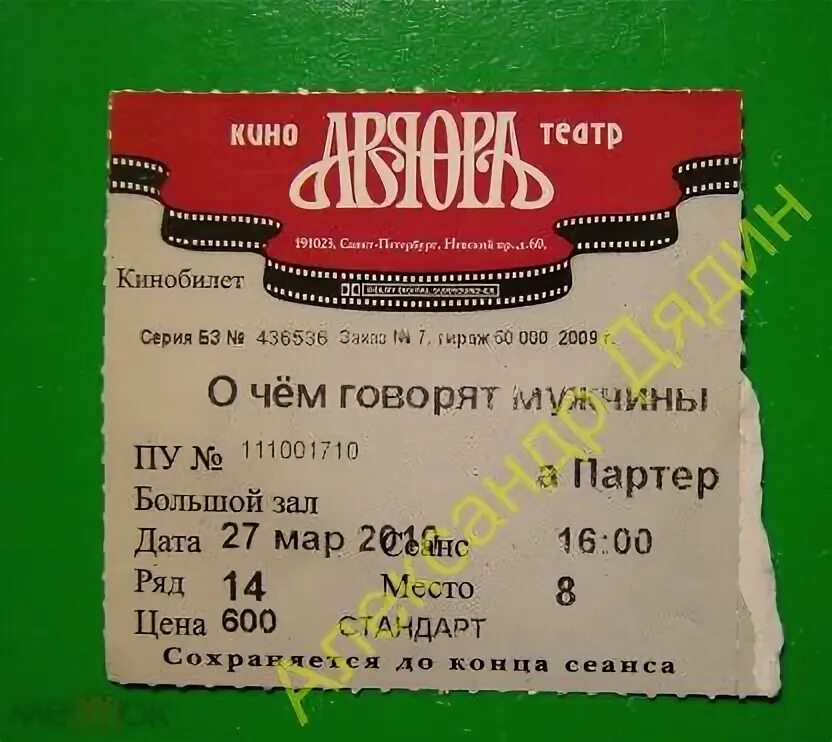 КИНО АВРОРА ТЕАТР
191023, Санкт-Петербург, Невский пр., д.60,
Кинобилет
Серия БЗ № 436536 Заказ № 7, тираж 50 000 2009 г.
О чём говорят мужчины
ПУ № 111001710
а Партер
Большой зал
Дата 27 мар 2010 Сеанс 16:00
Ряд 14 Место 8
Цена 600 СТАНДАРТ
Сохраняется до конца сеанса
Александр Дядин
мешок